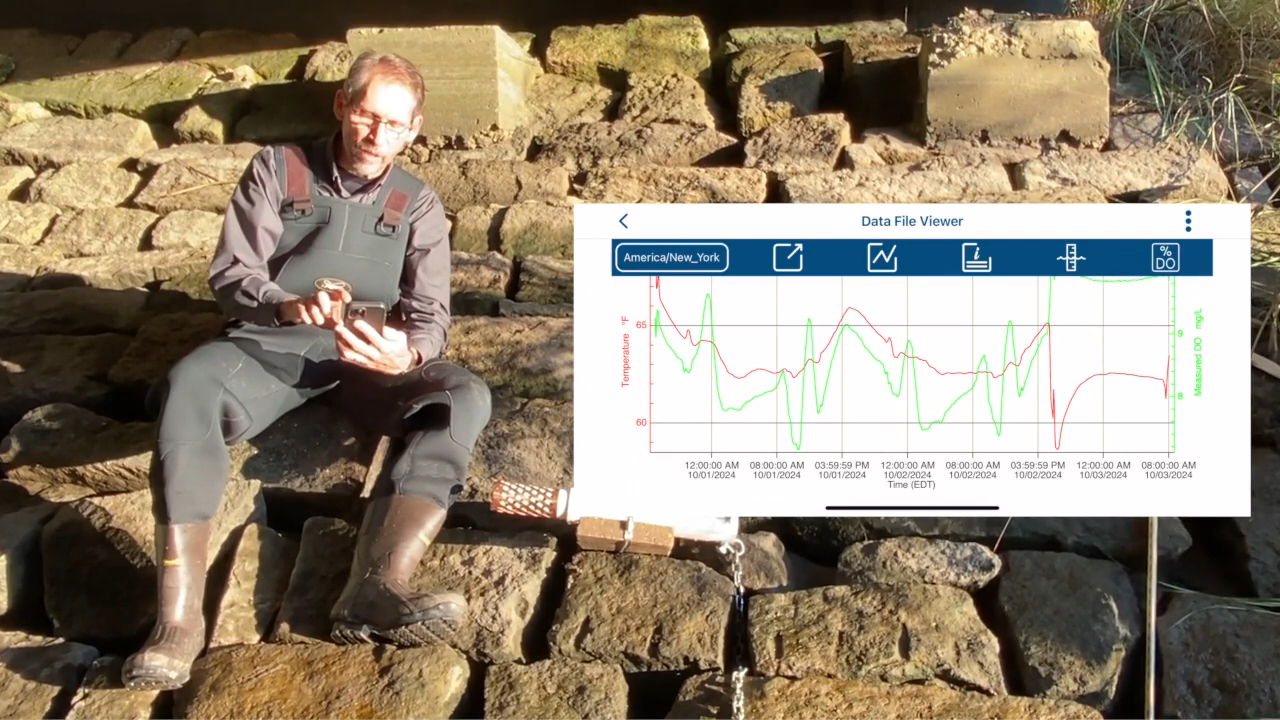 Data File Viewer
America/New_York
%
DO
Temperature °F
65
60
9
8
Measured DO mg/L
12:00:00 AM 08:00:00 AM 03:59:59 PM 12:00:00 AM 08:00:00 AM 03:59:59 PM 12:00:00 AM 08:00:00 AM
10/01/2024 10/01/2024 10/01/2024 10/02/2024 10/02/2024 10/02/2024 10/03/2024 10/03/2024
Time (EDT)